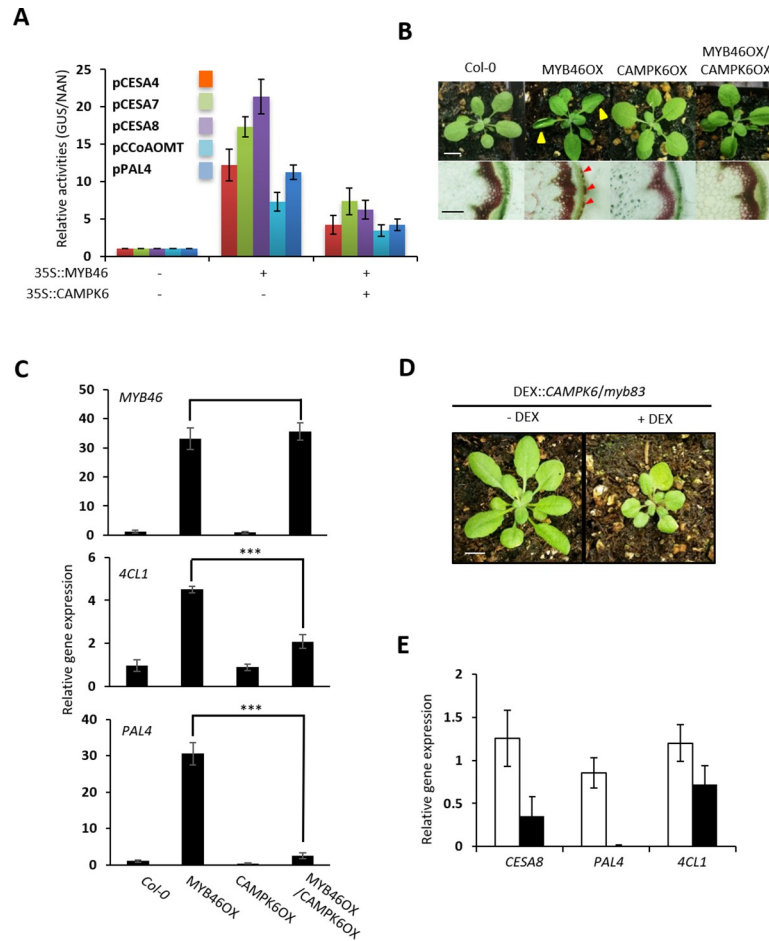 A
Relative activities (GUS/NAN)
25
20
15
10
5
0
pCESA4
pCESA7
pCESA8
pCCoAOMT
pPAL4
35S::MYB46 - + +
35S::CAMPK6 - - +
B
Col-0 MYB46OX CAMPK6OX MYB46OX/
CAMPK6OX
C
Relative gene expression
MYB46
50
40
30
20
10
0
4CL1
***
6
4
2
0
PAL4
***
40
30
20
10
0
Col-0
MYB46OX
CAMPK6OX
MYB46OX
/CAMPK6OX
D
DEX::CAMPK6/myb83
- DEX + DEX
E
Relative gene expression
2
1.5
1
0.5
0
CESA8 PAL4 4CL1